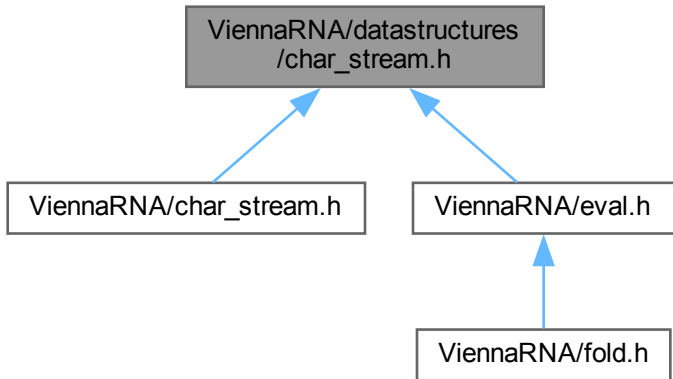 ViennaRNA/datastructures
/char_stream.h
ViennaRNA/char_stream.h
ViennaRNA/eval.h
ViennaRNA/fold.h